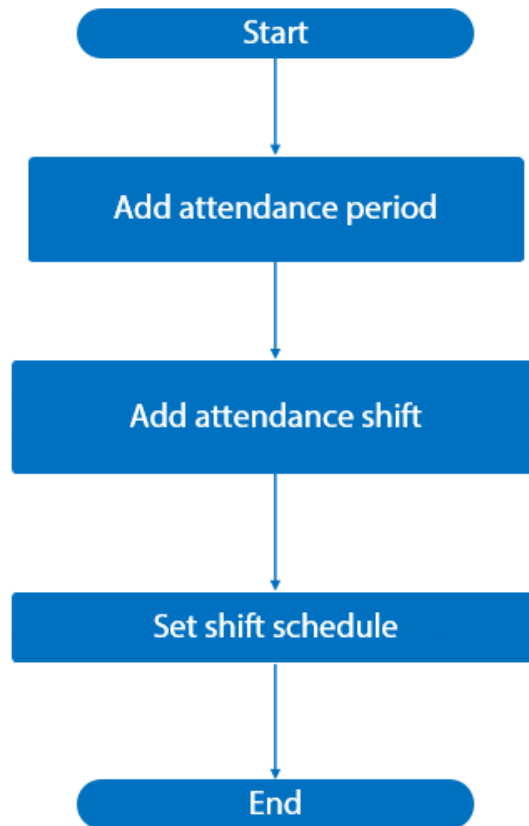 Start
Add attendance period
Add attendance shift
Set shift schedule
End